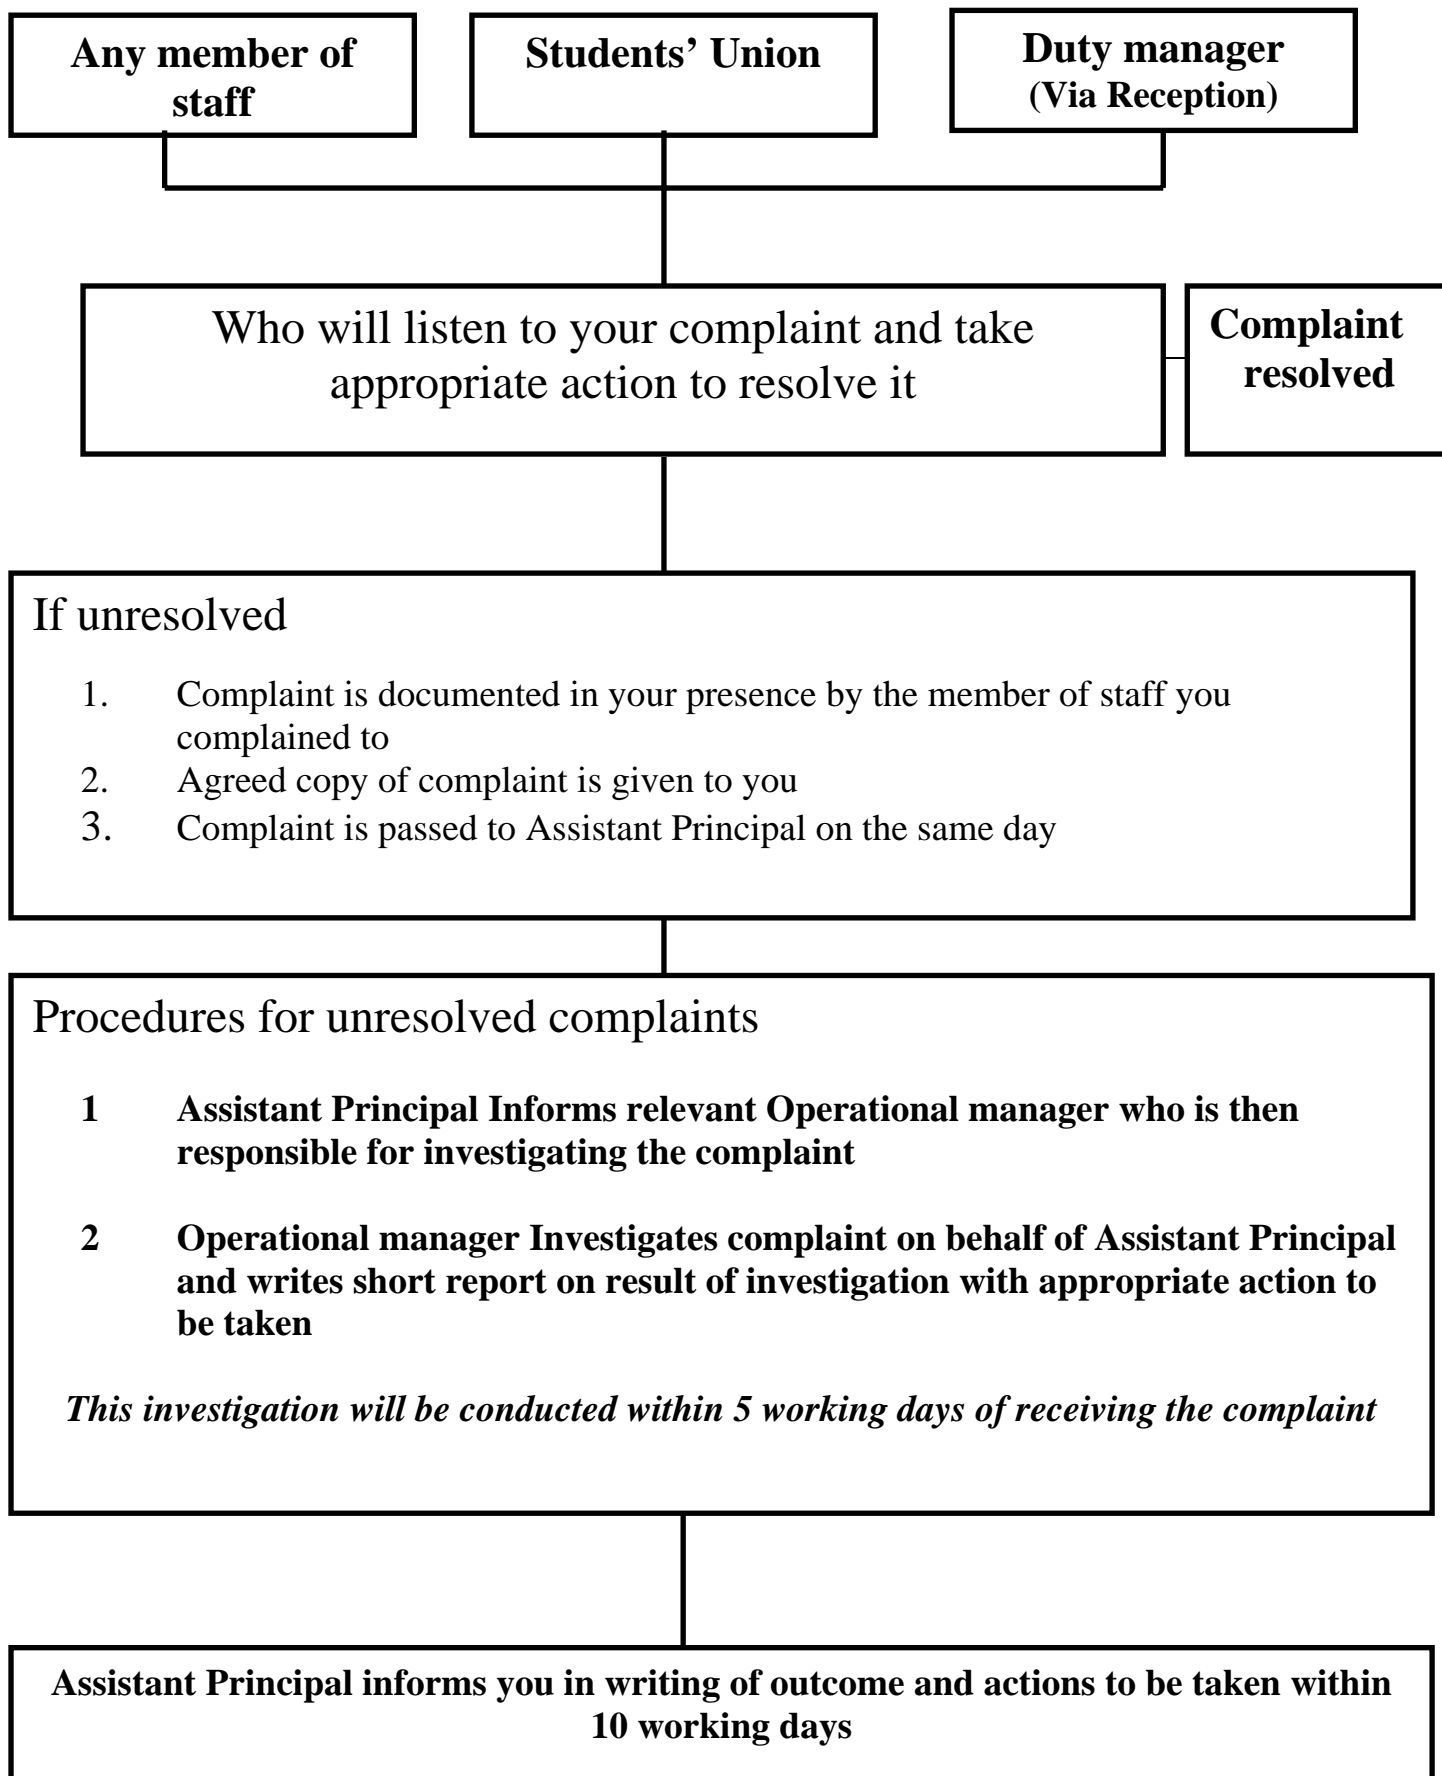 Any member of
staff
Students’ Union
Duty manager
(Via Reception)
Who will listen to your complaint and take
appropriate action to resolve it
Complaint
resolved
If unresolved
1. Complaint is documented in your presence by the member of staff you
complained to
2. Agreed copy of complaint is given to you
3. Complaint is passed to Assistant Principal on the same day
Procedures for unresolved complaints
1 Assistant Principal Informs relevant Operational manager who is then
responsible for investigating the complaint
2 Operational manager Investigates complaint on behalf of Assistant Principal
and writes short report on result of investigation with appropriate action to
be taken
This investigation will be conducted within 5 working days of receiving the complaint
Assistant Principal informs you in writing of outcome and actions to be taken within
10 working days